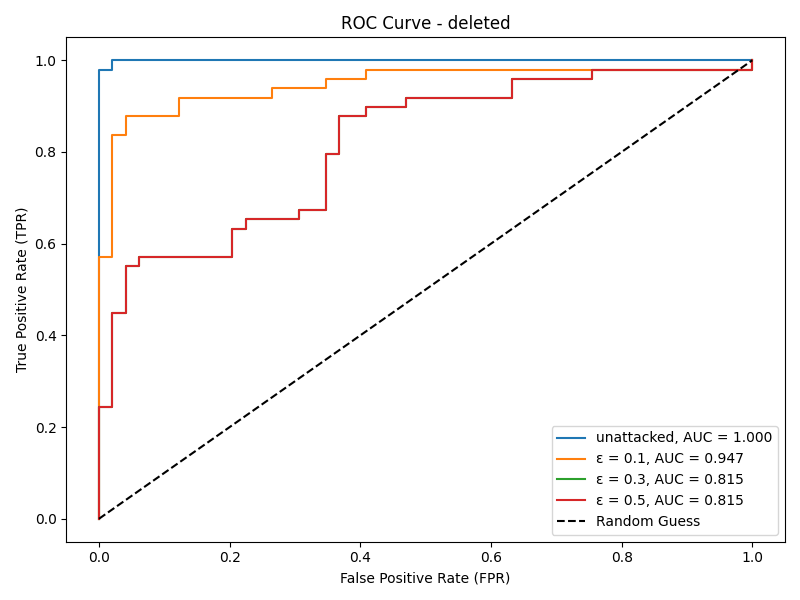 ROC Curve - deleted
True Positive Rate (TPR)
1.0
0.8
0.6
0.4
0.2
0.0
0.0 0.2 0.4 0.6 0.8 1.0
False Positive Rate (FPR)
unattacked, AUC = 1.000
ε = 0.1, AUC = 0.947
ε = 0.3, AUC = 0.815
ε = 0.5, AUC = 0.815
Random Guess